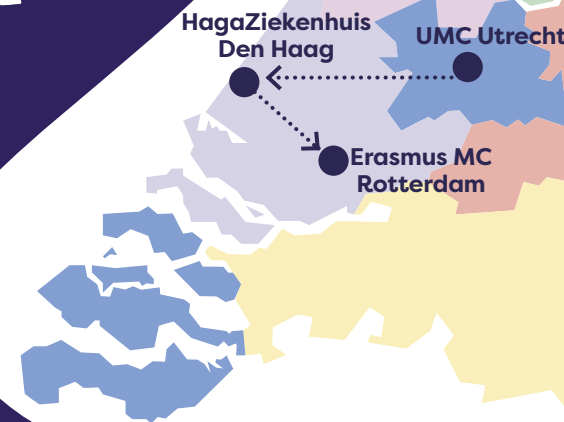 HagaZiekenhuis
Den Haag
UMC Utrecht
Erasmus MC
Rotterdam